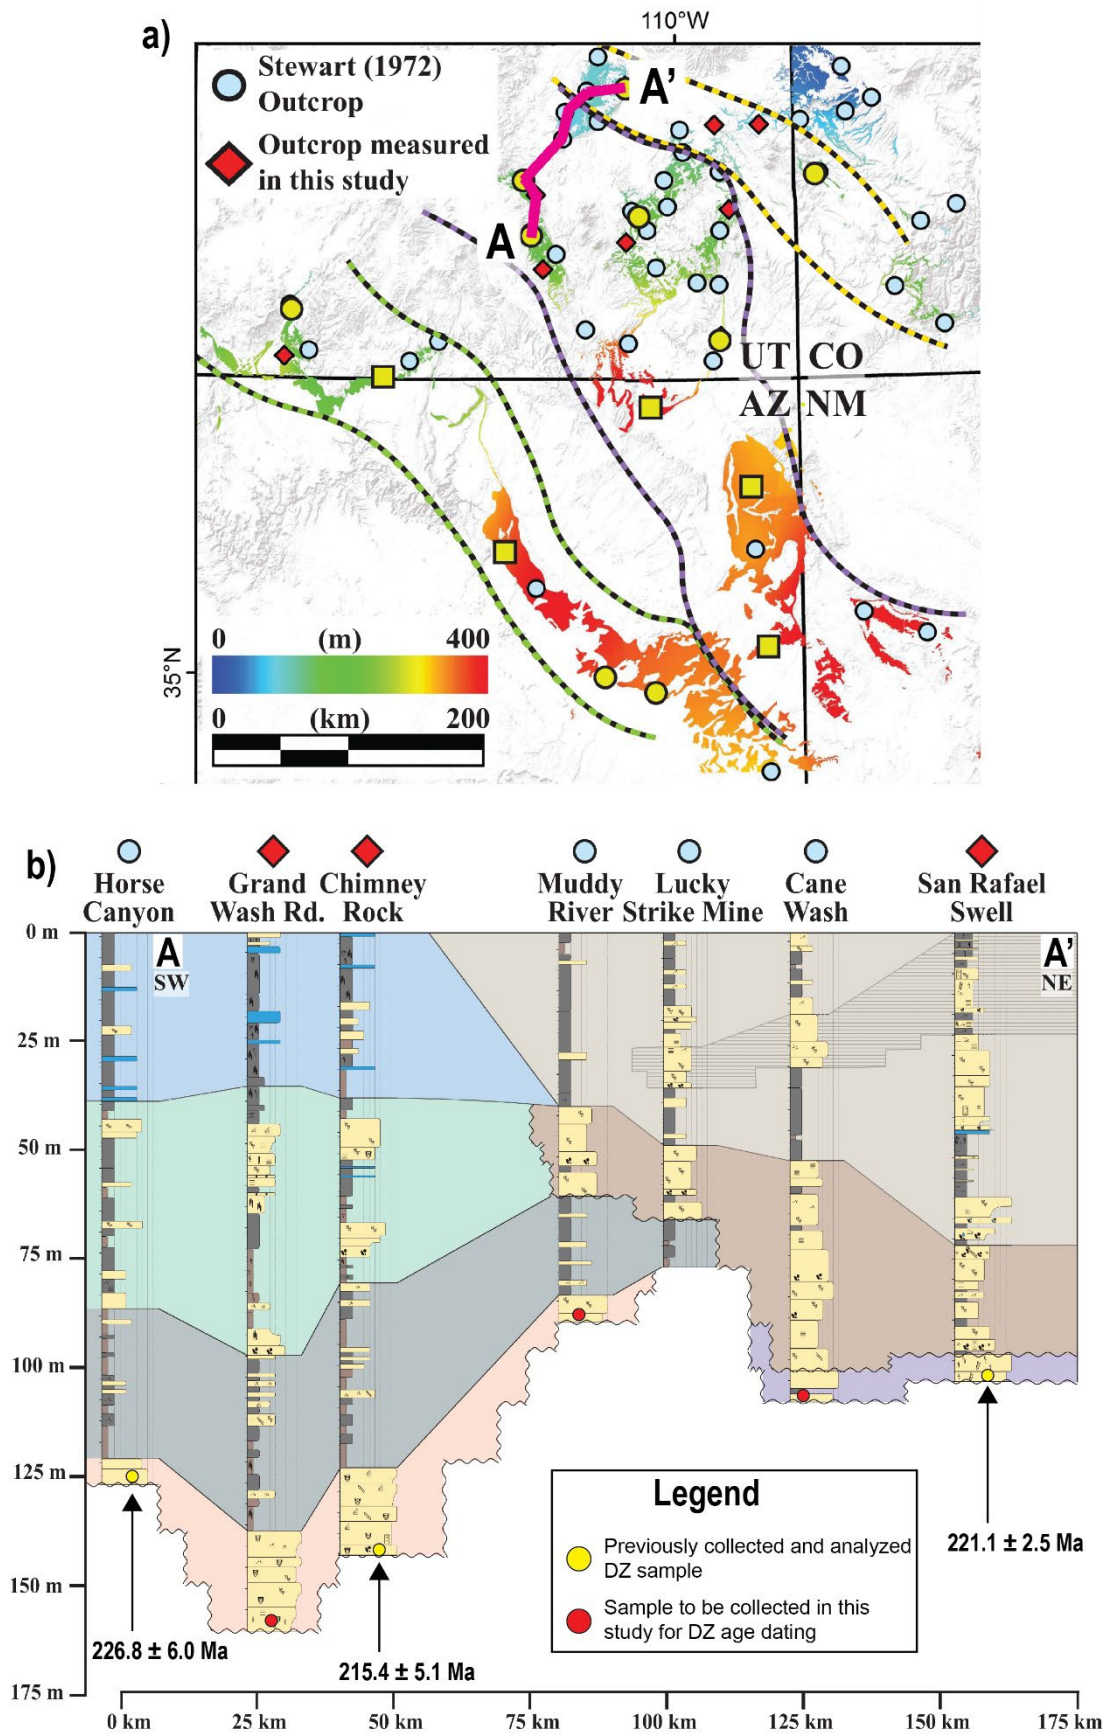 a)
110°W
Stewart (1972)
Outcrop
Outcrop measured
in this study
A'
A
UT CO
AZ NM
0 (m) 400
0 (km) 200
35°N
b)
Horse
Canyon
Grand
Wash Rd.
Chimney
Rock
Muddy
River
Lucky
Strike Mine
Cane
Wash
San Rafael
Swell
0 m
A
SW
A'
NE
25 m
50 m
75 m
100 m
125 m
150 m
175 m
226.8 ± 6.0 Ma
215.4 ± 5.1 Ma
221.1 ± 2.5 Ma
Legend
Previously collected and analyzed
DZ sample
Sample to be collected in this
study for DZ age dating
0 km 25 km 50 km 75 km 100 km 125 km 150 km 175 km